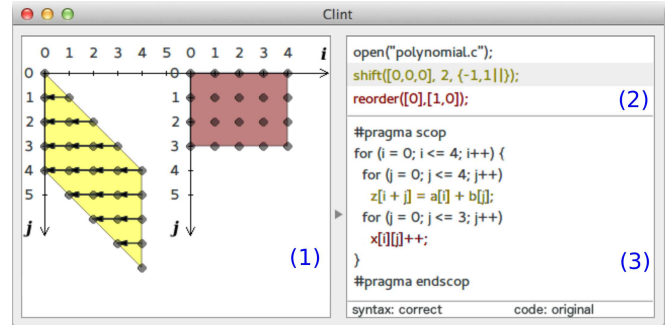 Clint
0 1 2 3 4 5 0 1 2 3 4 i
0 0
1 1
2 2
3 3
4 4
5 5
j j
(1)
open("polynomial.c");
shift([0,0,0], 2, {-1,1||});
reorder([0],[1,0]);
(2)
#pragma scop
for (i = 0; i <= 4; i++) {
for (j = 0; j <= 4; j++)
z[i + j] = a[i] + b[j];
for (j = 0; j <= 3; j++)
x[i][j]++;
}
#pragma endscop
(3)
syntax: correct code: original